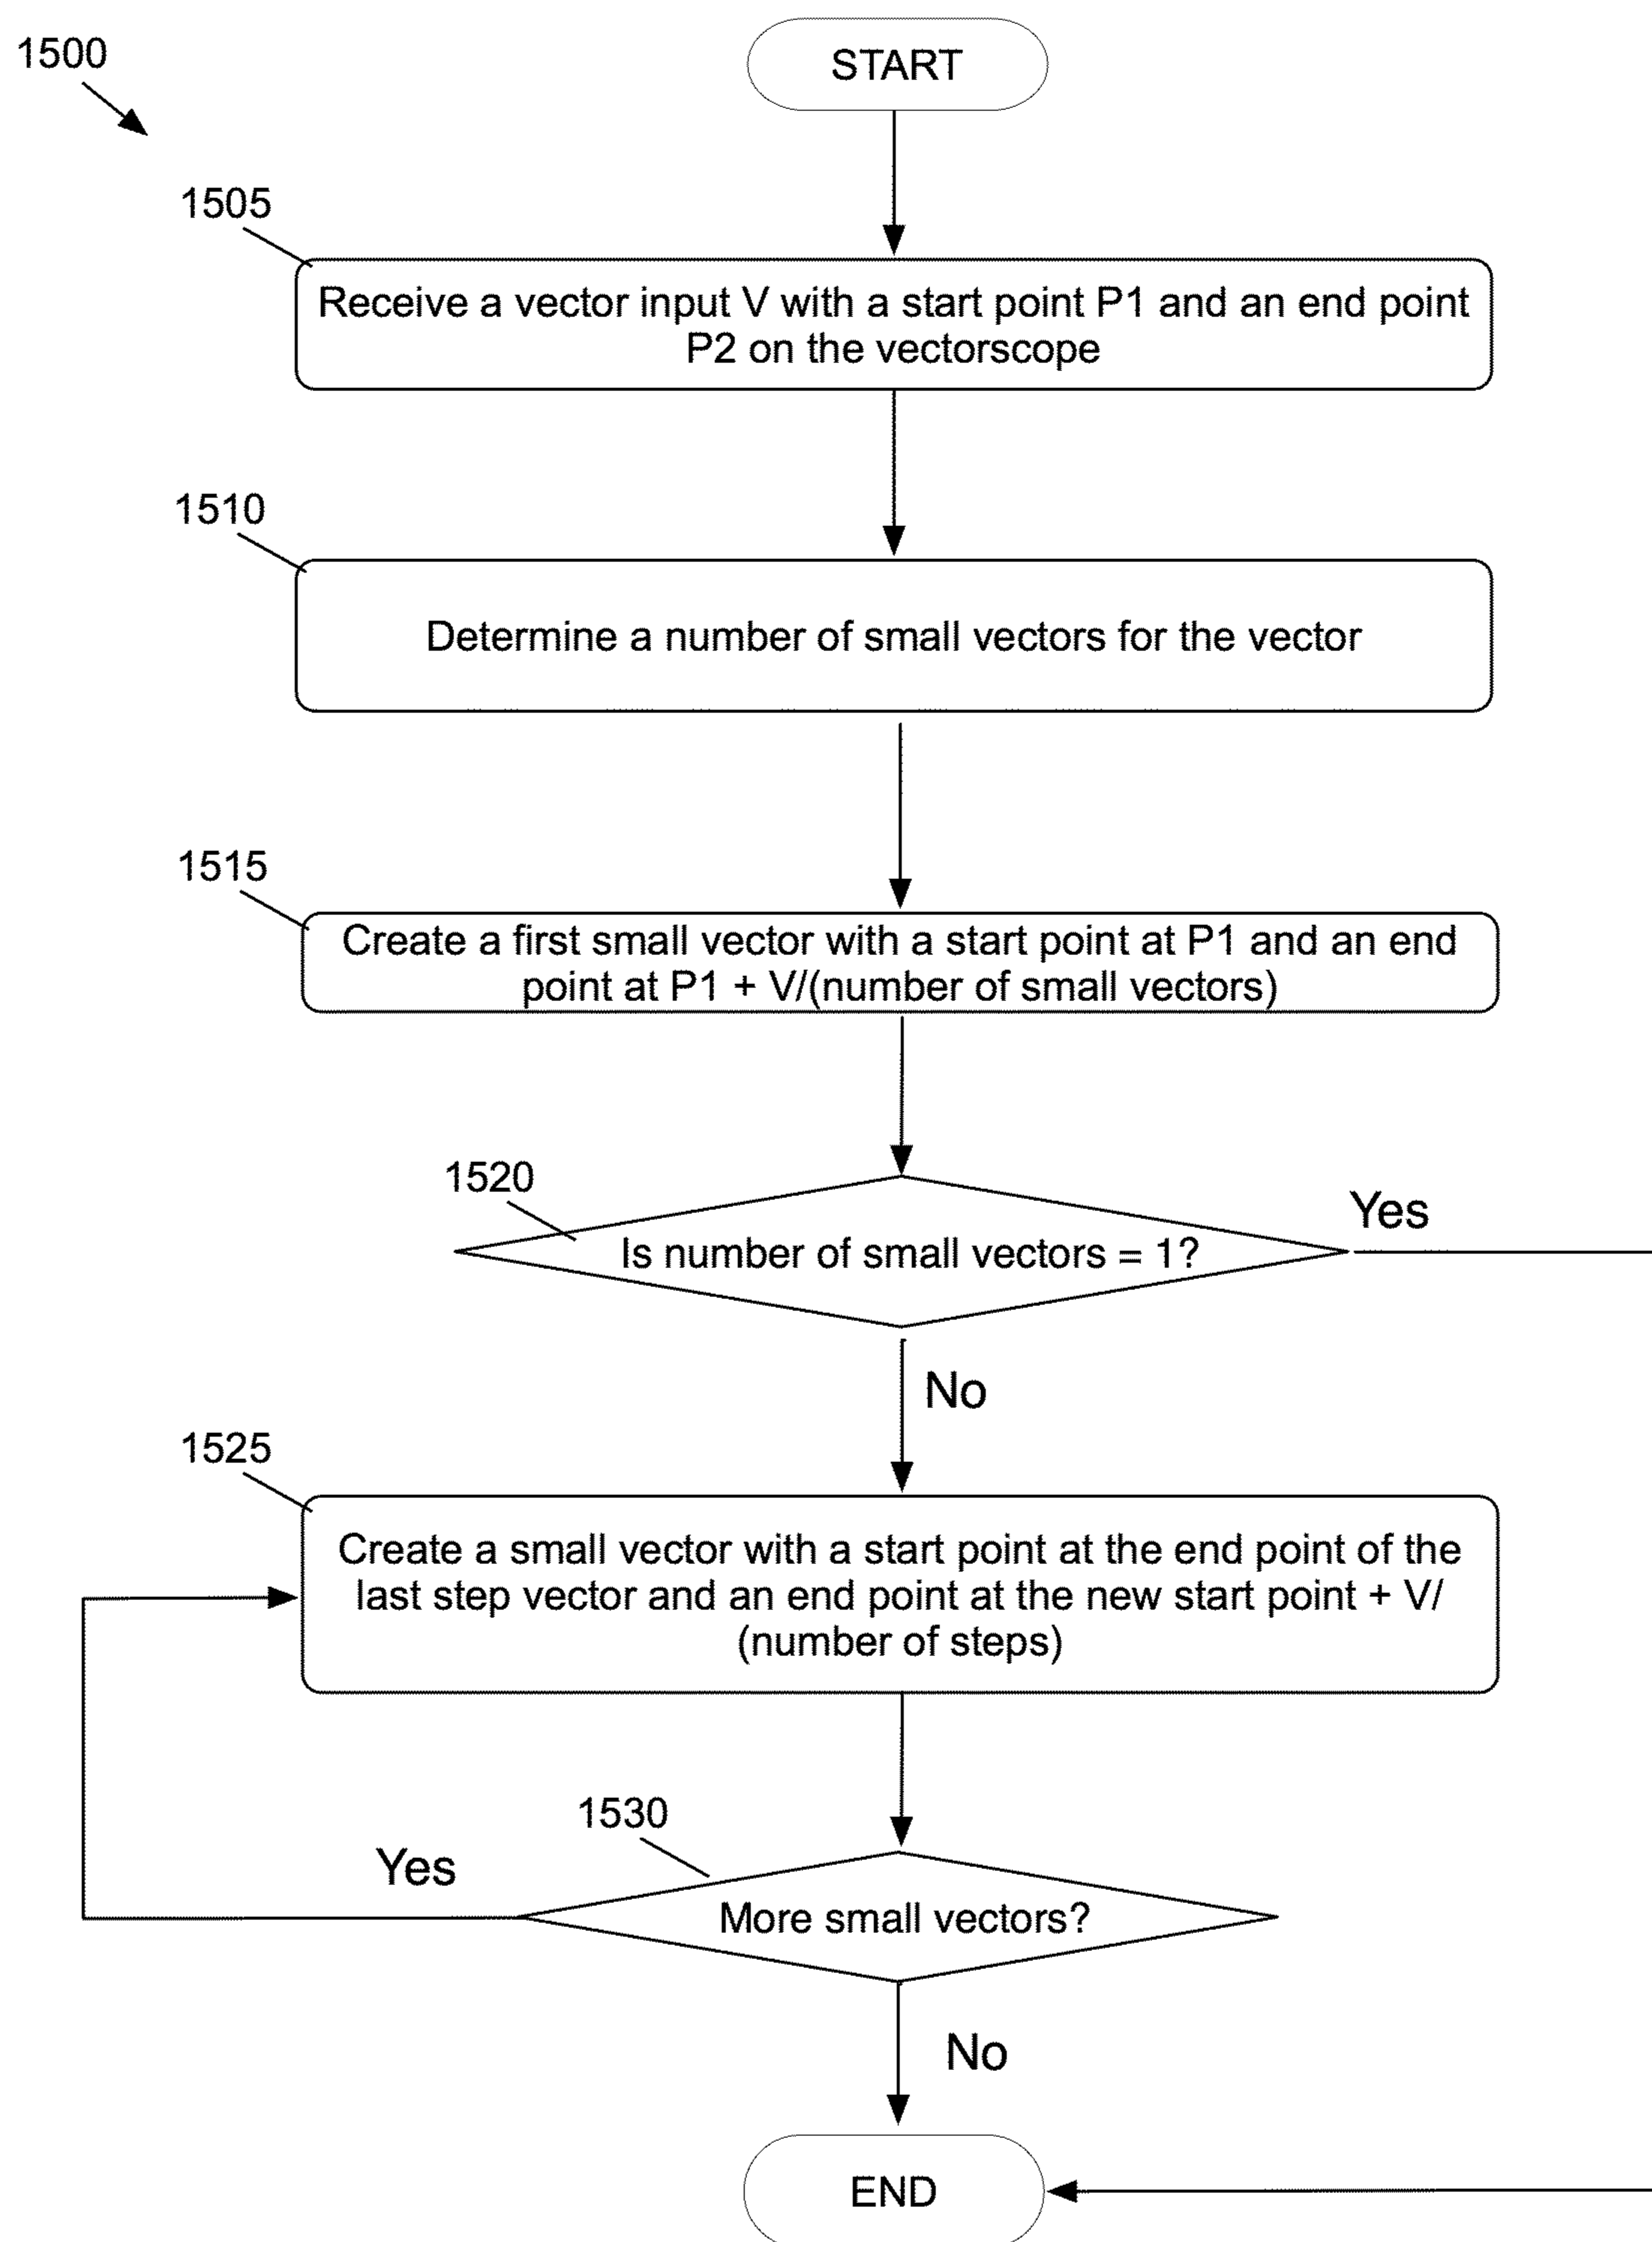 1500
START
1505
Receive a vector input V with a start point P1 and an end point
P2 on the vectorscope
1510
Determine a number of small vectors for the vector
1515
Create a first small vector with a start point at P1 and an end
point at P1 + V/(number of small vectors)
1520
Yes
Is number of small vectors = 1?
No
1525
Create a small vector with a start point at the end point of the
last step vector and an end point at the new start point + V/
(number of steps)
1530
Yes
More small vectors?
No
END